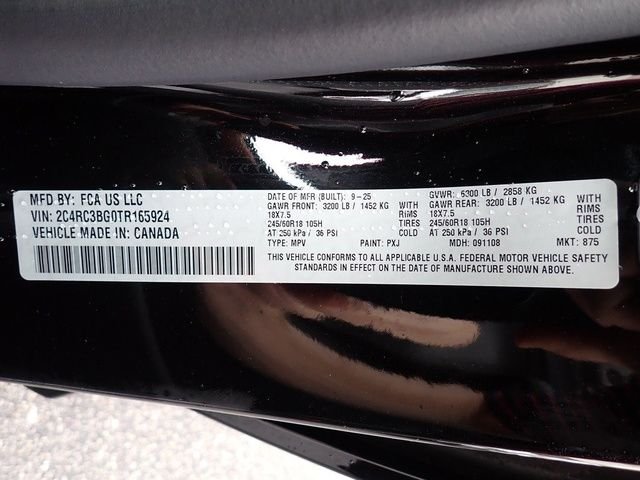 MFD BY: FCA US LLC
VIN: 2C4RC3BG0TR165924
VEHICLE MADE IN: CANADA
DATE OF MFR (BUILT): 9-25
GAWR FRONT: 3200 LB / 1452 KG WITH
18X7.5 RIMS
245/60R18 105H TIRES
AT 250 kPa / 36 PSI COLD
GVWR: 6300 LB / 2858 KG
GAWR REAR: 3200 LB / 1452 KG WITH
18X7.5 RIMS
245/60R18 105H TIRES
AT 250 kPa / 36 PSI COLD
TYPE: MPV PAINT: PXJ MDH: 091108 MKT: 875
THIS VEHICLE CONFORMS TO ALL APPLICABLE U.S.A. FEDERAL MOTOR VEHICLE SAFETY
STANDARDS IN EFFECT ON THE DATE OF MANUFACTURE SHOWN ABOVE.